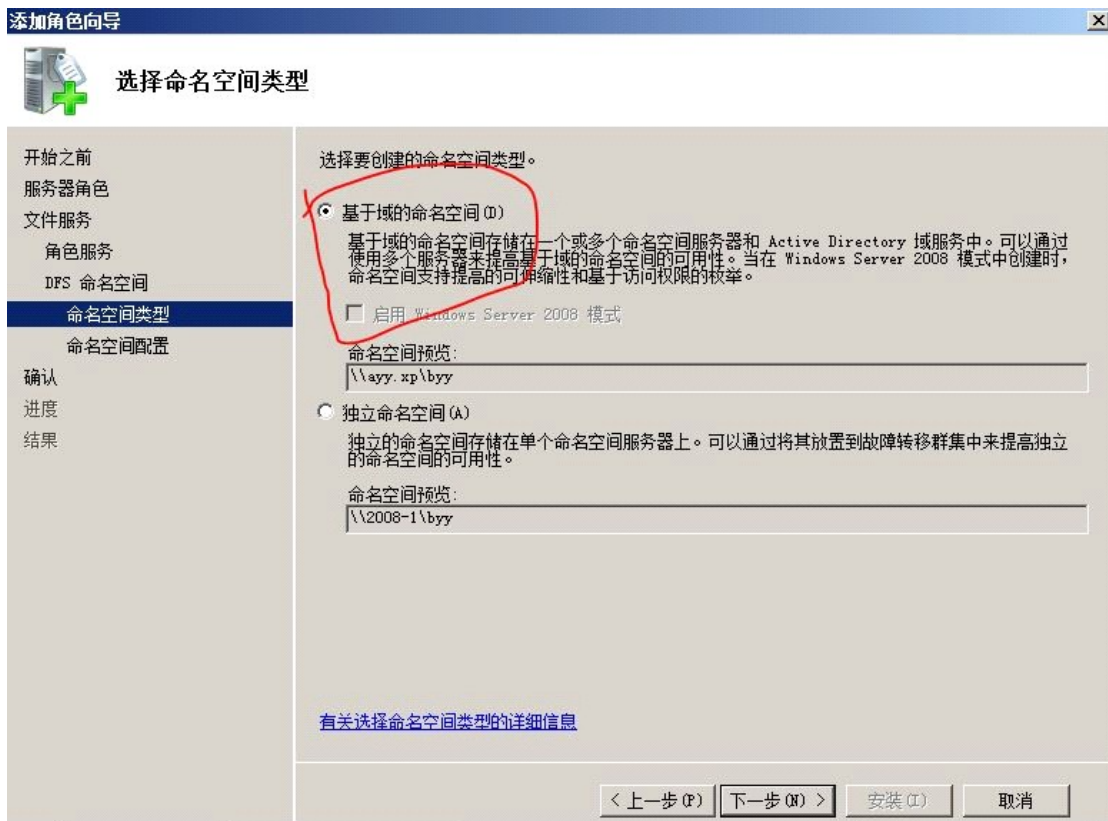 添加角色向导
选择命名空间类型
开始之前
服务器角色
文件服务
角色服务
DFS 命名空间
命名空间类型
命名空间配置
确认
进度
结果
选择要创建的命名空间类型。
基于域的命名空间(D)
基于域的命名空间存储在一个或多个命名空间服务器和 Active Directory 域服务中。可以通过
使用多个服务器来提高基于域的命名空间的可用性。当在 Windows Server 2008 模式中创建时，
命名空间支持提高的可伸缩性和基于访问权限的枚举。
启用 Windows Server 2008 模式
命名空间预览:
\\ayy.xp\byy
独立命名空间(A)
独立的命名空间存储在单个命名空间服务器上。可以通过将其放置到故障转移群集中来提高独立
的命名空间的可用性。
命名空间预览:
\\2008-1\byy
有关选择命名空间类型的详细信息
< 上一步(P) 下一步(N) > 安装(I) 取消